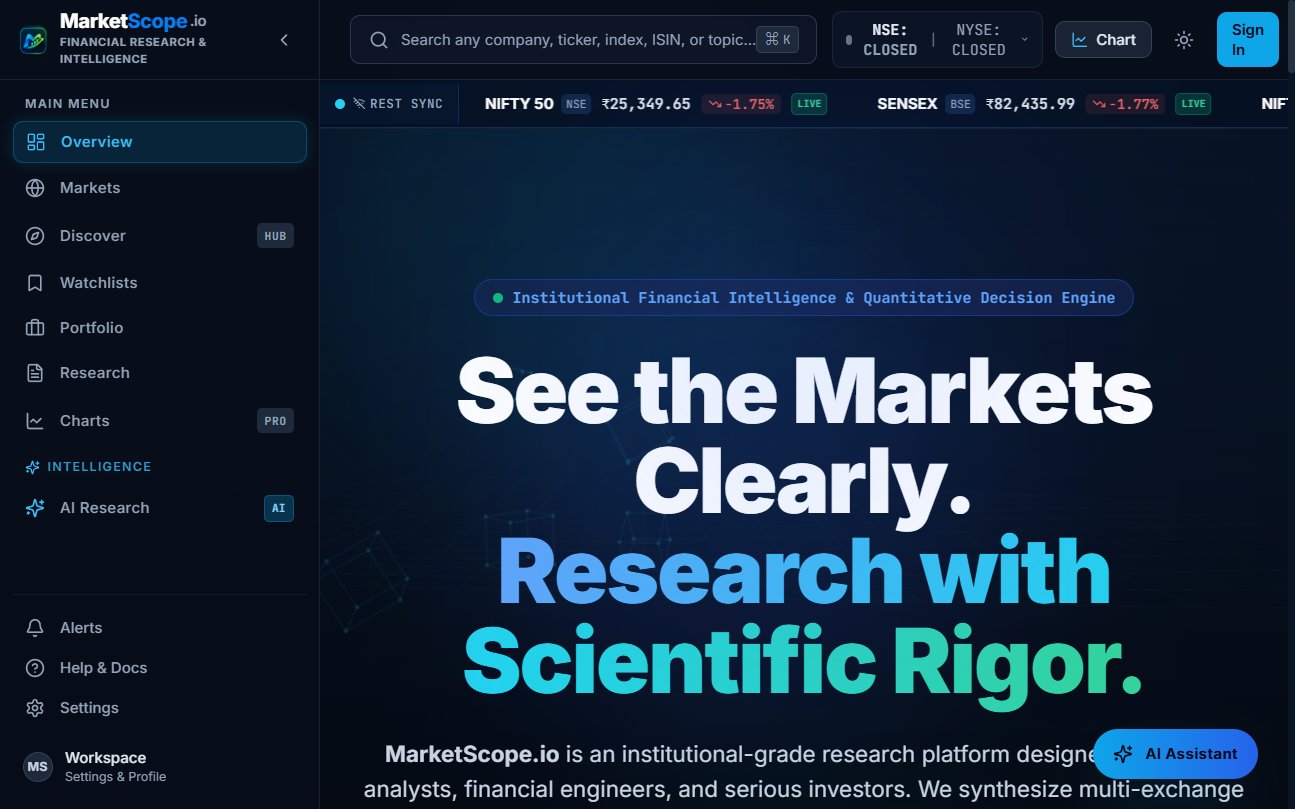 MarketScope.io
FINANCIAL RESEARCH &
INTELLIGENCE
MAIN MENU
Overview
Markets
Discover HUB
Watchlists
Portfolio
Research
Charts PRO
INTELLIGENCE
AI Research AI
Alerts
Help & Docs
Settings
MS
Workspace
Settings & Profile
Search any company, ticker, index, ISIN, or topic... ⌘ K
NSE:
CLOSED
|
NYSE:
CLOSED
Chart
Sign
In
REST SYNC
NIFTY 50 NSE ₹25,349.65 -1.75% LIVE
SENSEX BSE ₹82,435.99 -1.77% LIVE
NIF
Institutional Financial Intelligence & Quantitative Decision Engine
See the Markets
Clearly.
Research with
Scientific Rigor.
MarketScope.io is an institutional-grade research platform designe
AI Assistant
analysts, financial engineers, and serious investors. We synthesize multi-exchange